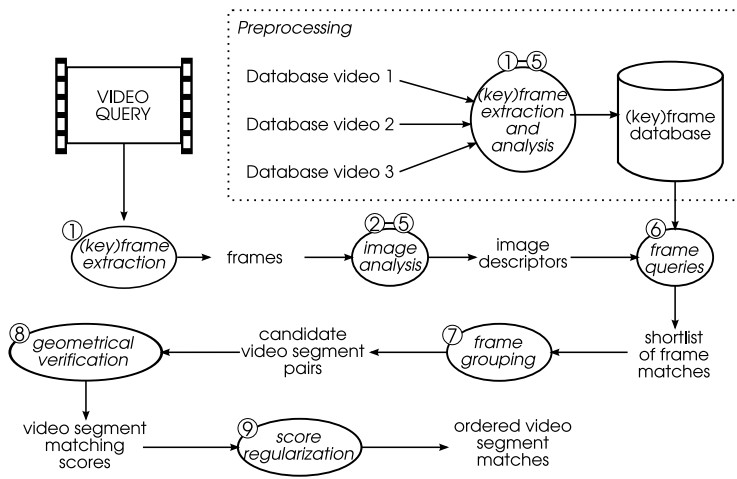 Preprocessing
VIDEO
QUERY
Database video 1
Database video 2
Database video 3
①-⑤
(key)frame
extraction
and
analysis
(key)frame
database
①
(key)frame
extraction
frames
②-⑤
image
analysis
image
descriptors
⑥
frame
queries
⑧
geometrical
verification
candidate
video segment
pairs
⑦
frame
grouping
shortlist
of frame
matches
video segment
matching
scores
⑨
score
regularization
ordered video
segment
matches